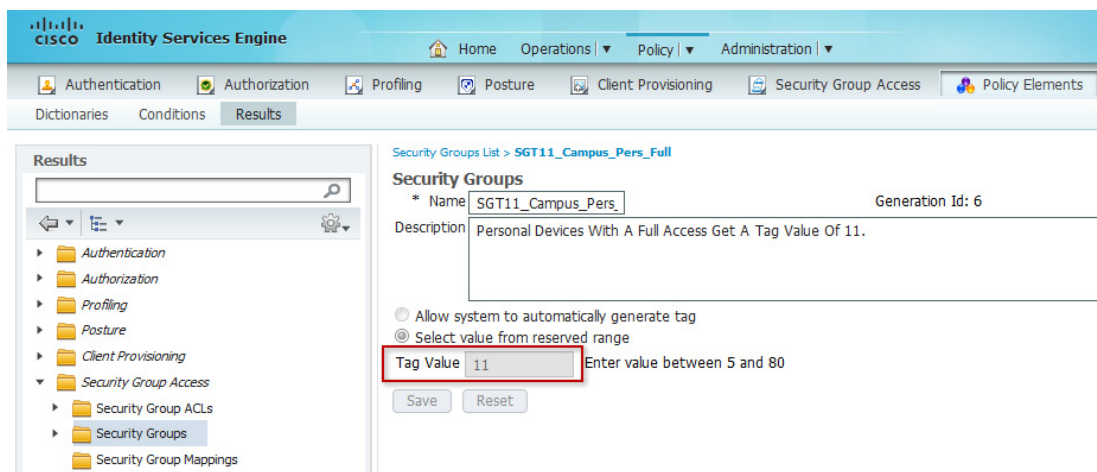 CISCO Identity Services Engine
Home Operations Policy Administration
Authentication Authorization Profiling Posture Client Provisioning Security Group Access Policy Elements
Dictionaries Conditions Results
Results
Authentication
Authorization
Profiling
Posture
Client Provisioning
Security Group Access
Security Group ACLs
Security Groups
Security Group Mappings
Security Groups List > SGT11_Campus_Pers_Full
Security Groups
* Name SGT11_Campus_Pers_ Generation Id: 6
Description Personal Devices With A Full Access Get A Tag Value Of 11.
Allow system to automatically generate tag
Select value from reserved range
Tag Value 11 Enter value between 5 and 80
Save Reset